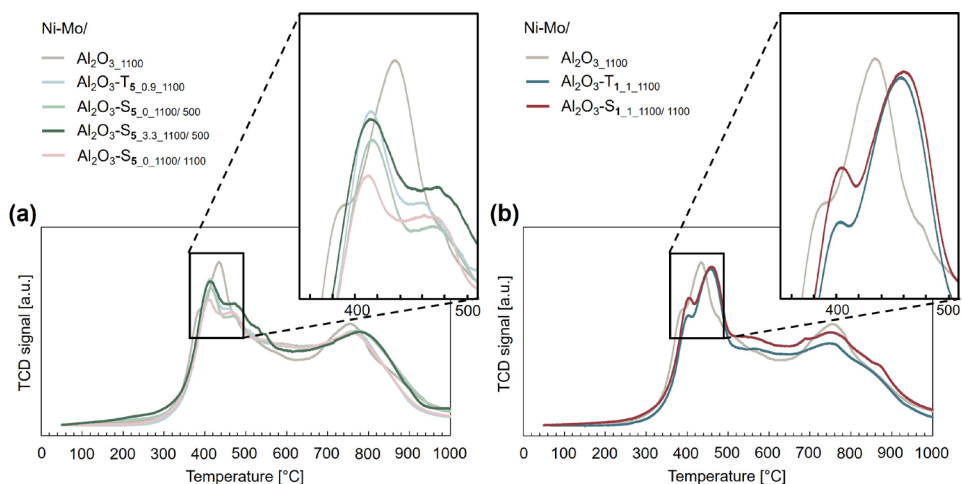 Ni-Mo/
Al₂O₃_1100
Al₂O₃-T₅_0.9_1100
Al₂O₃-S₅_0_1100/ 500
Al₂O₃-S₅_3.3_1100/ 500
Al₂O₃-S₅_0_1100/ 1100
(a)
400 500
TCD signal [a.u.]
0 100 200 300 400 500 600 700 800 900 1000
Temperature [°C]
Ni-Mo/
Al₂O₃_1100
Al₂O₃-T₁_1_1100
Al₂O₃-S₁_1_1100/ 1100
(b)
400 500
TCD signal [a.u.]
0 100 200 300 400 500 600 700 800 900 1000
Temperature [°C]